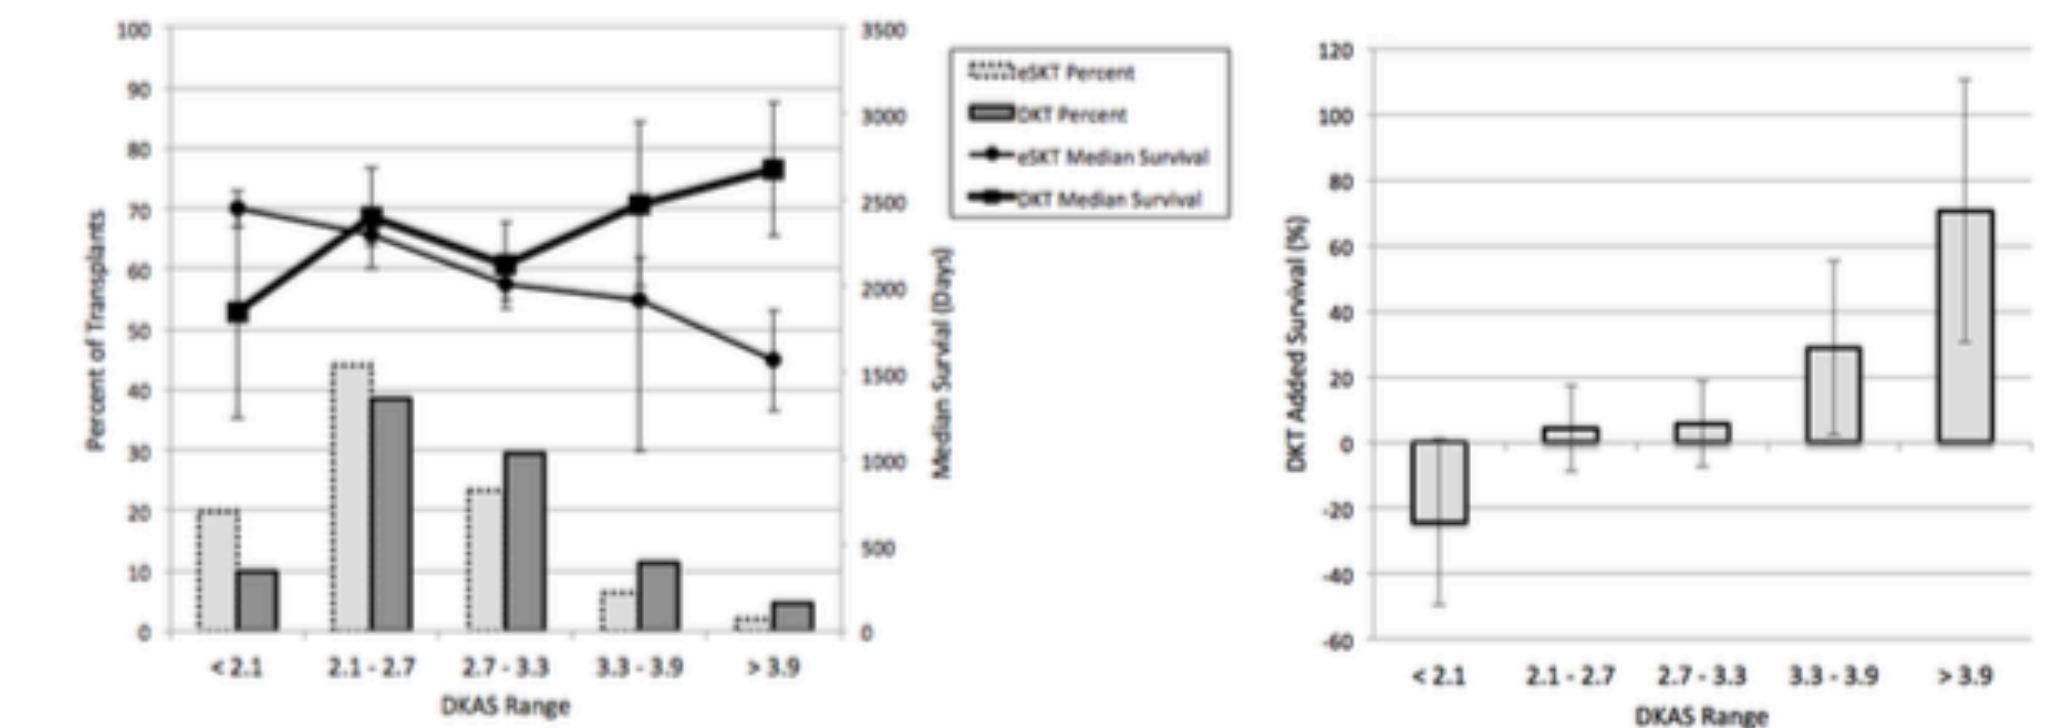 100
90
80
70
60
50
40
30
20
10
0
Percent of Transplants
3500
3000
2500
2000
1500
1000
500
0
Median Survial (Days)
< 2.1
2.1 - 2.7
2.7 - 3.3
3.3 - 3.9
> 3.9
DKAS Range
eSKT Percent
DKT Percent
eSKT Median Survival
DKT Median Survival
120
100
80
60
40
20
0
-20
-40
-60
DKT Added Survival (%)
< 2.1
2.1 - 2.7
2.7 - 3.3
3.3 - 3.9
> 3.9
DKAS Range